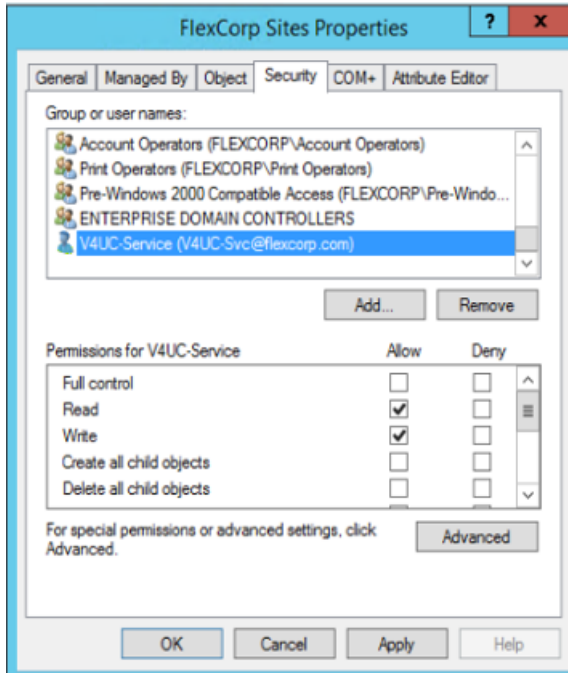 FlexCorp Sites Properties
? x
General Managed By Object Security COM+ Attribute Editor
Group or user names:
Account Operators (FLEXCORP\Account Operators)
Print Operators (FLEXCORP\Print Operators)
Pre-Windows 2000 Compatible Access (FLEXCORP\Pre-Windo...
ENTERPRISE DOMAIN CONTROLLERS
V4UC-Service (V4UC-Svc@flexcorp.com)
Add... Remove
Permissions for V4UC-Service Allow Deny
Full control
Read
Write
Create all child objects
Delete all child objects
For special permissions or advanced settings, click
Advanced.
Advanced
OK Cancel Apply Help